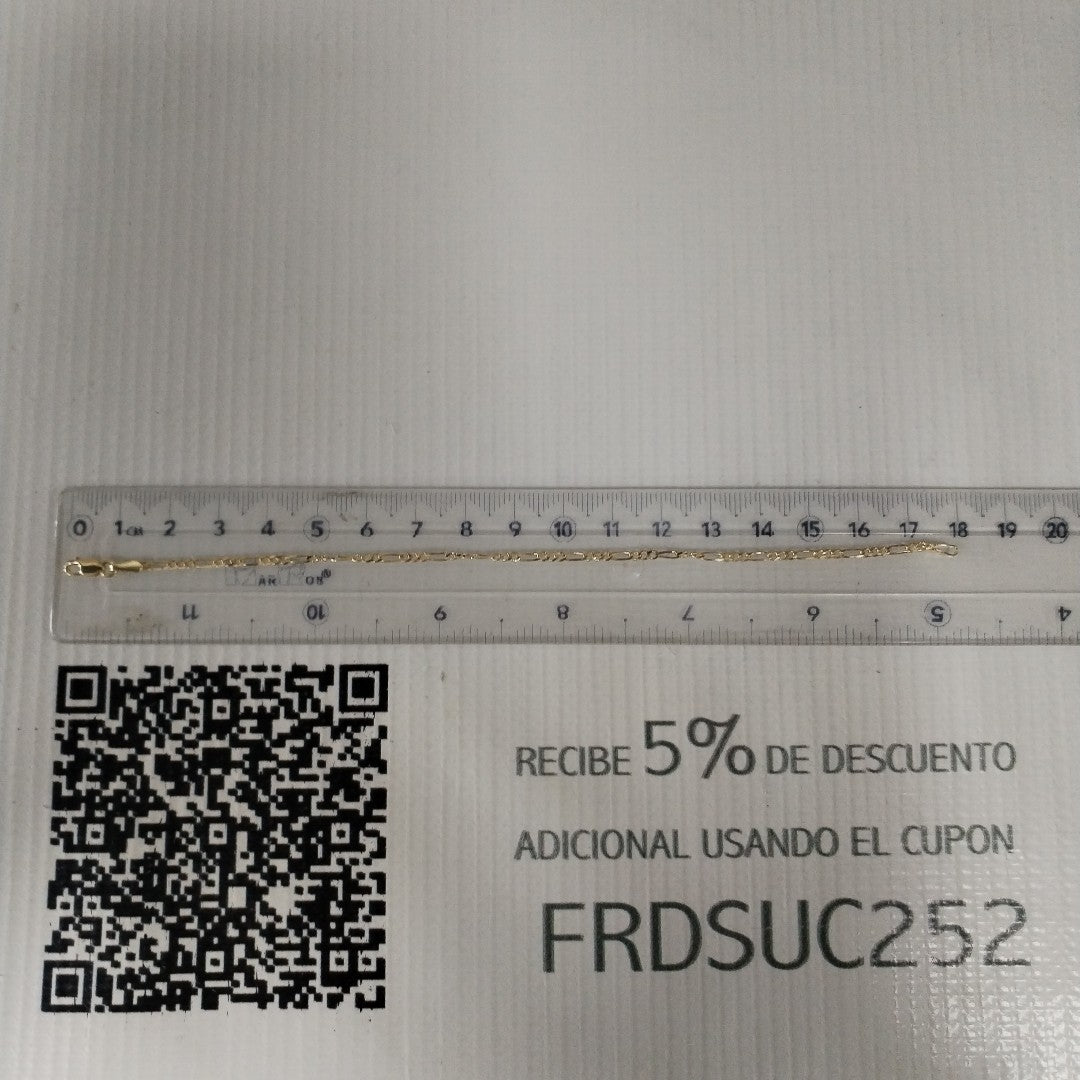 0 1cm 2 3 4 5 6 7 8 9 10 11 12 13 14 15 16 17 18 19 20
11 10 9 8 7 6 5 4
RECIBE 5% DE DESCUENTO
ADICIONAL USANDO EL CUPON
FRDSUC252